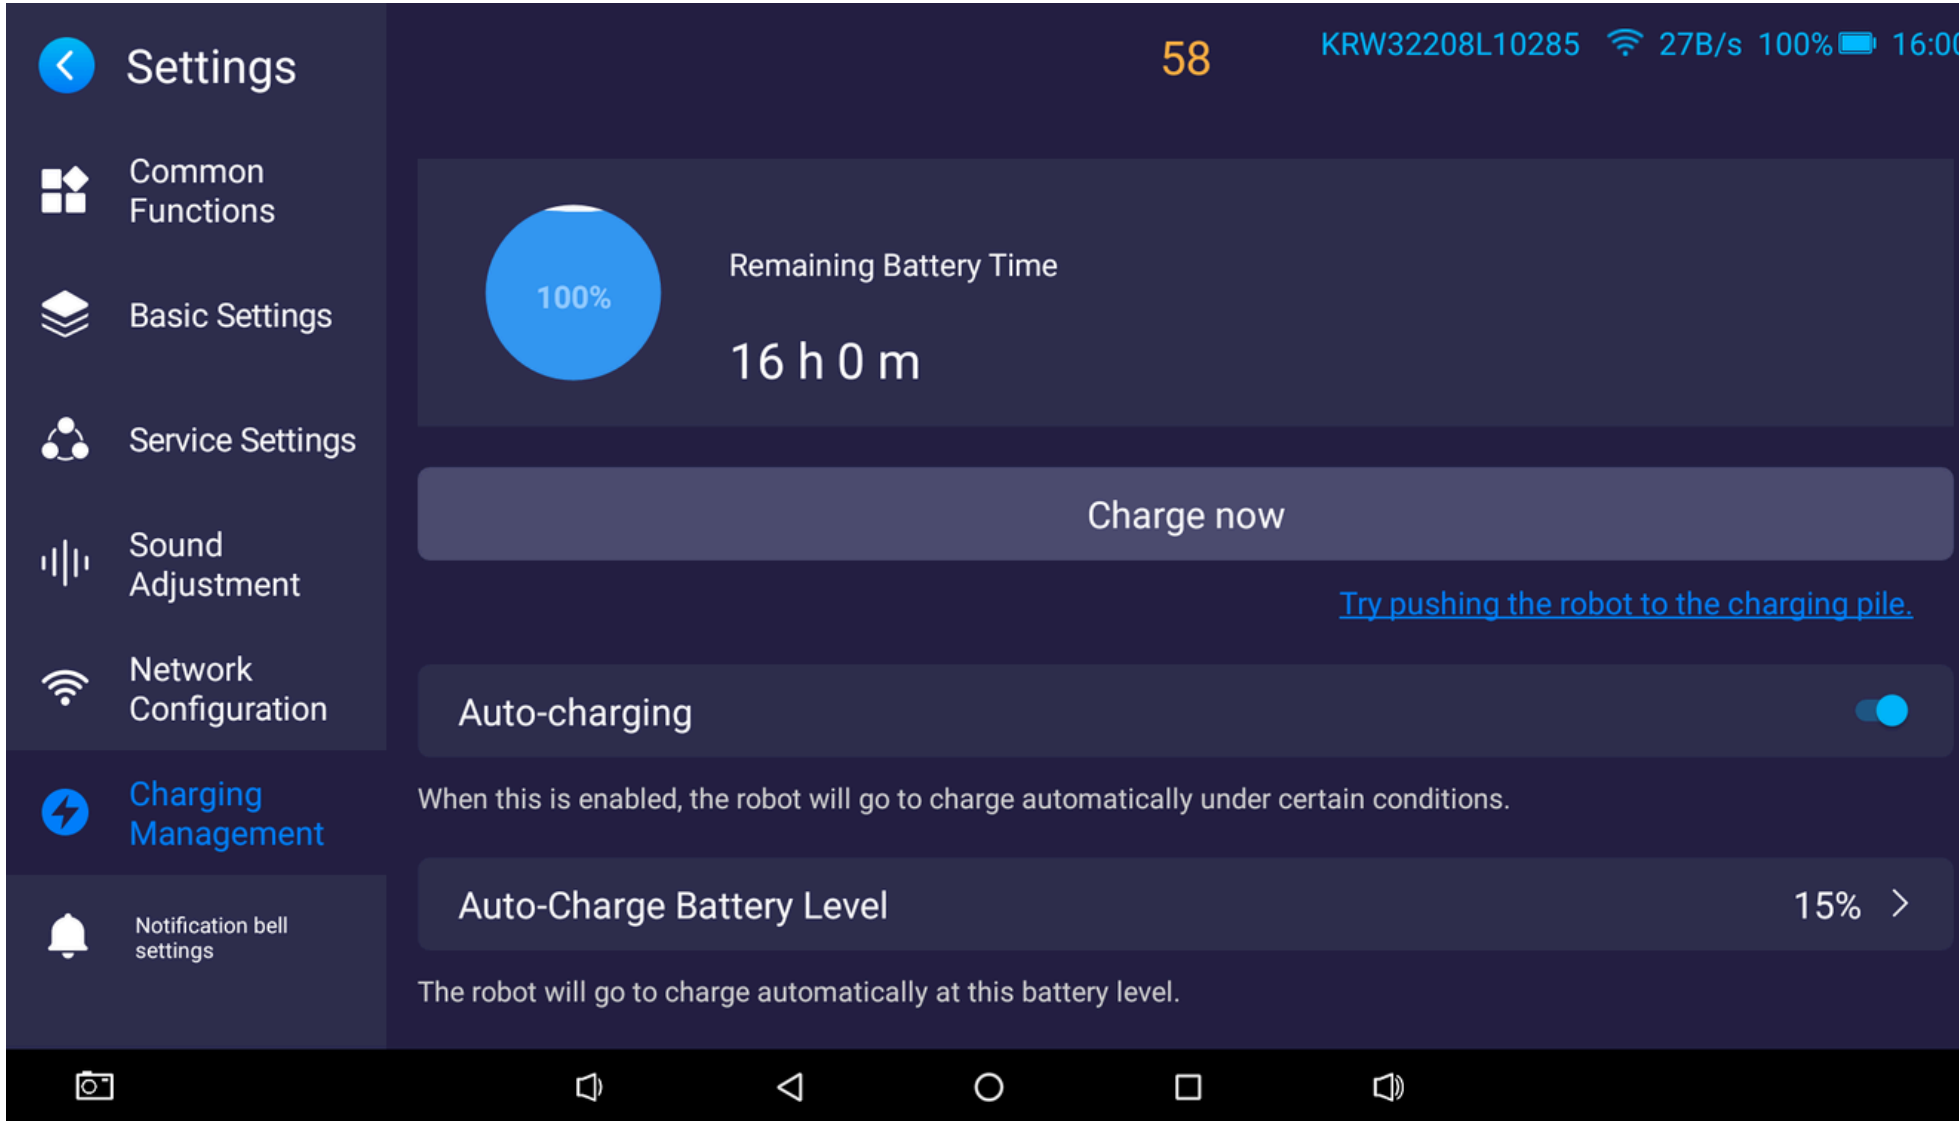 Settings
58
KRW32208L10285 27B/s 100% 16:00
Common
Functions
Basic Settings
Service Settings
Sound
Adjustment
Network
Configuration
Charging
Management
Notification bell
settings
100%
Remaining Battery Time
16 h 0 m
Charge now
Try pushing the robot to the charging pile.
Auto-charging
When this is enabled, the robot will go to charge automatically under certain conditions.
Auto-Charge Battery Level
15%
The robot will go to charge automatically at this battery level.